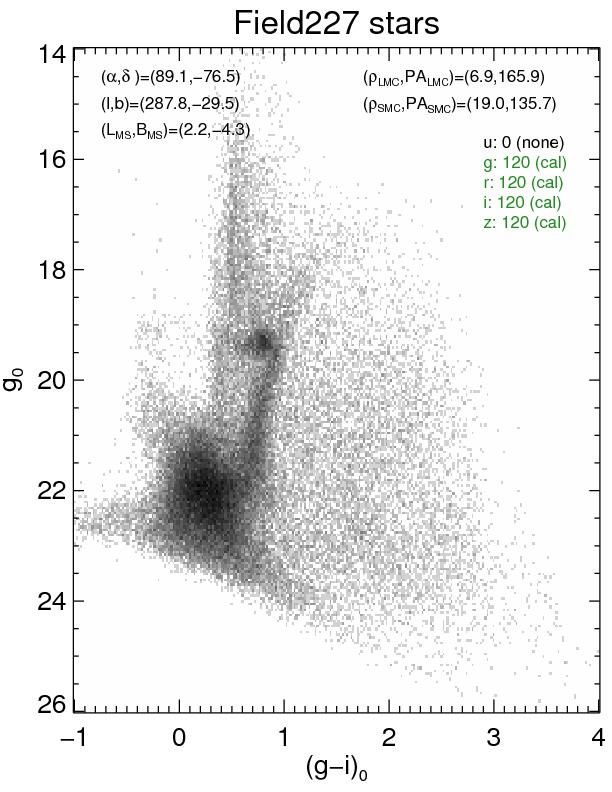 Field227 stars
(α,δ )=(89.1,−76.5)
(ρLMC,PALMC)=(6.9,165.9)
(l,b)=(287.8,−29.5)
(ρSMC,PASMC)=(19.0,135.7)
(LMS,BMS)=(2.2,−4.3)
u: 0 (none)
g: 120 (cal)
r: 120 (cal)
i: 120 (cal)
z: 120 (cal)
14
16
18
20
22
24
26
g0
−1 0 1 2 3 4
(g−i)0